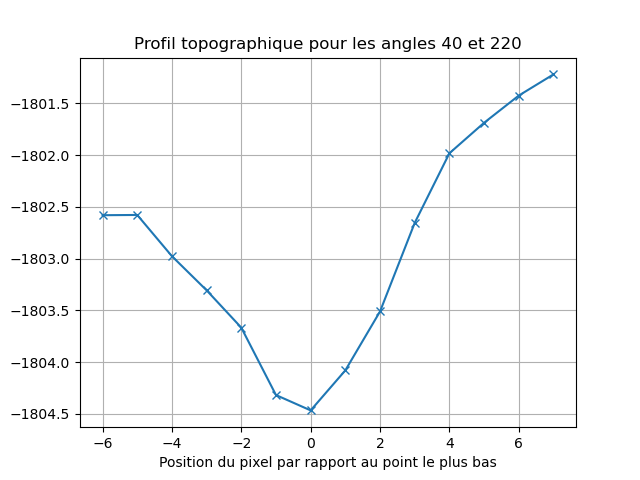 Profil topographique pour les angles 40 et 220
−1801.5
−1802.0
−1802.5
−1803.0
−1803.5
−1804.0
−1804.5
−6 −4 −2 0 2 4 6
Position du pixel par rapport au point le plus bas